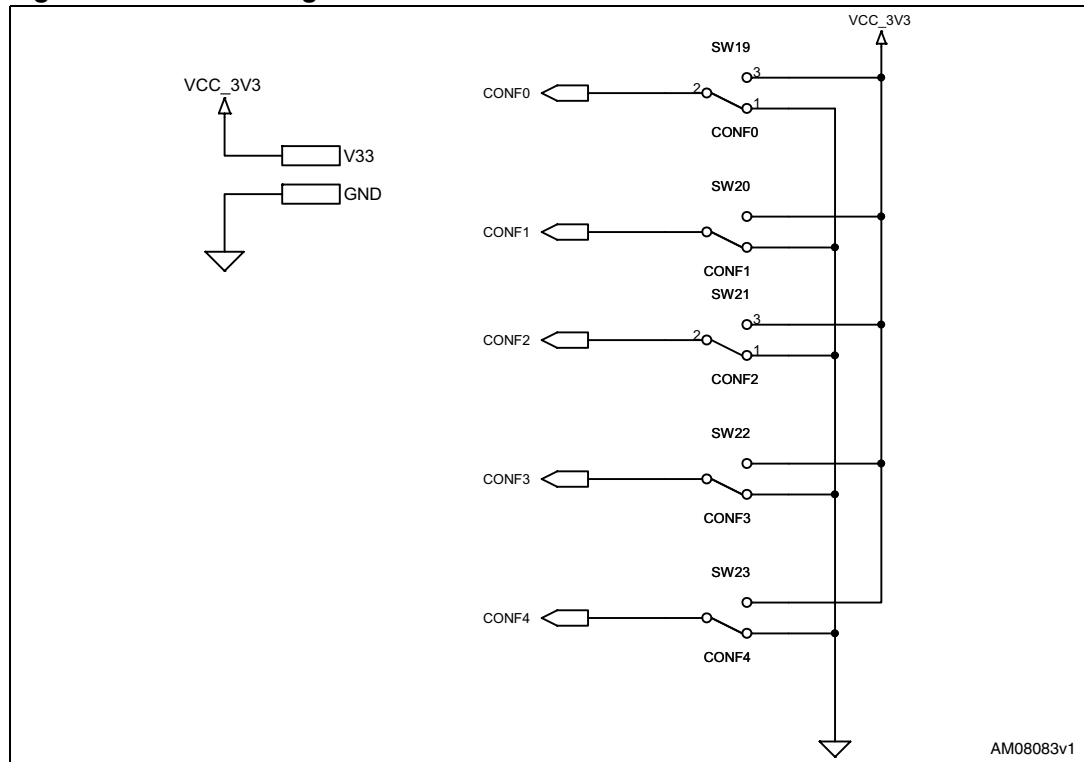 VCC_3V3
SW19
VCC_3V3
3
CONF0
2
1
CONF0
V33
GND
SW20
CONF1
CONF1
SW21
3
CONF2
2
1
CONF2
SW22
CONF3
CONF3
SW23
CONF4
CONF4
AM08083v1